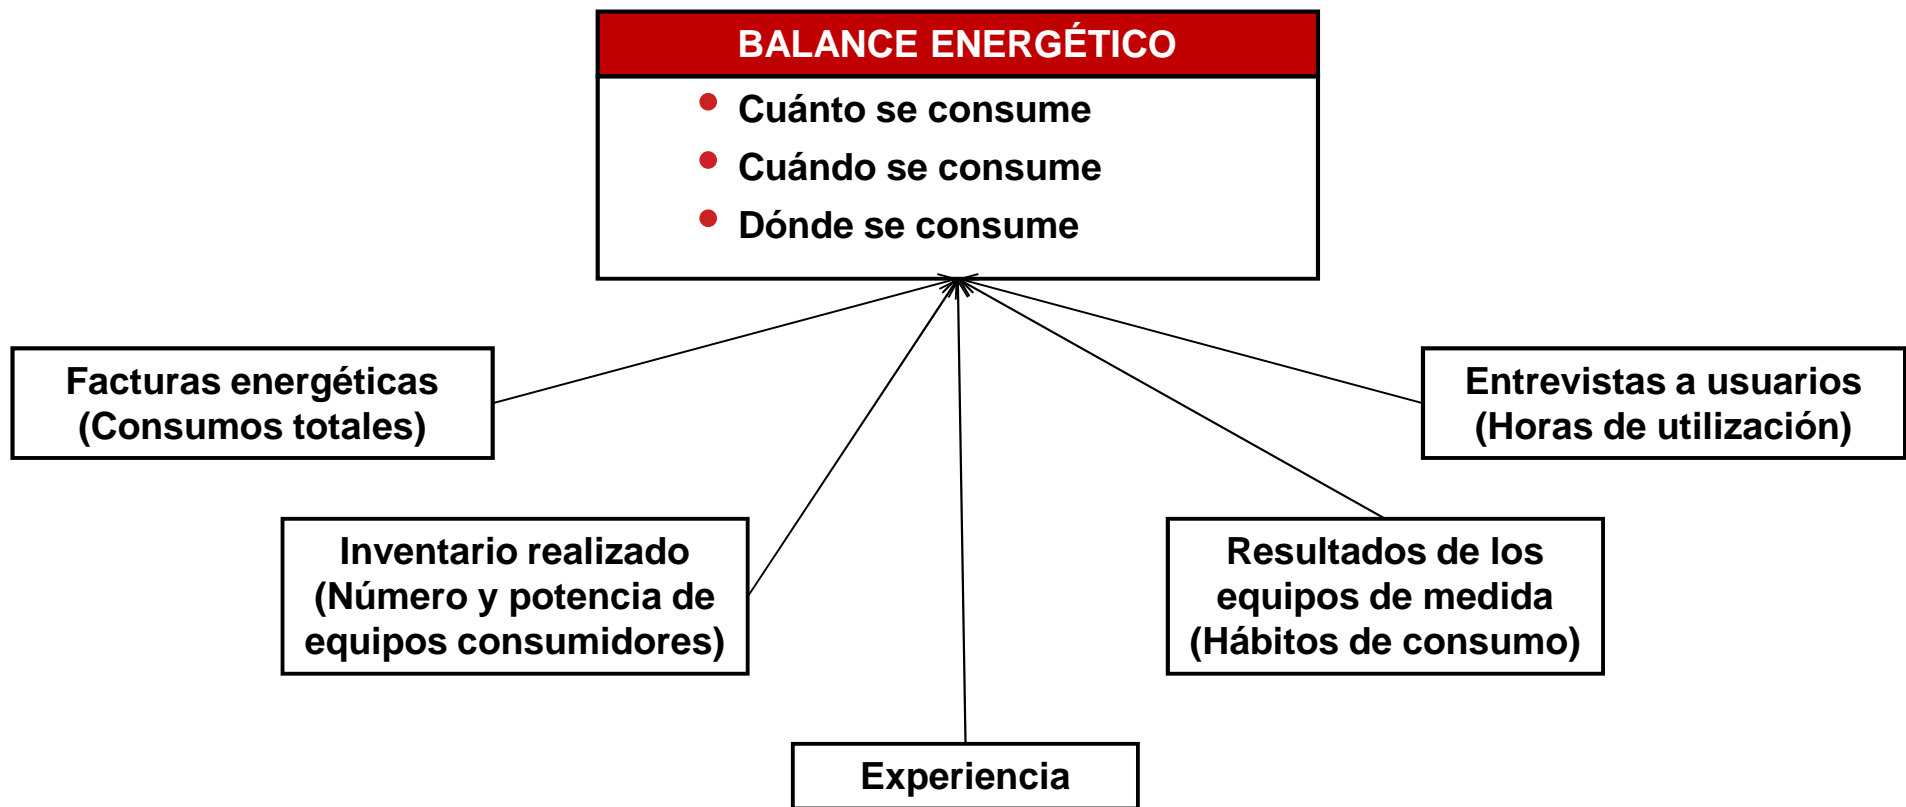 BALANCE ENERGÉTICO
• Cuánto se consume
• Cuándo se consume
• Dónde se consume
Facturas energéticas
(Consumos totales)
Entrevistas a usuarios
(Horas de utilización)
Inventario realizado
(Número y potencia de
equipos consumidores)
Resultados de los
equipos de medida
(Hábitos de consumo)
Experiencia